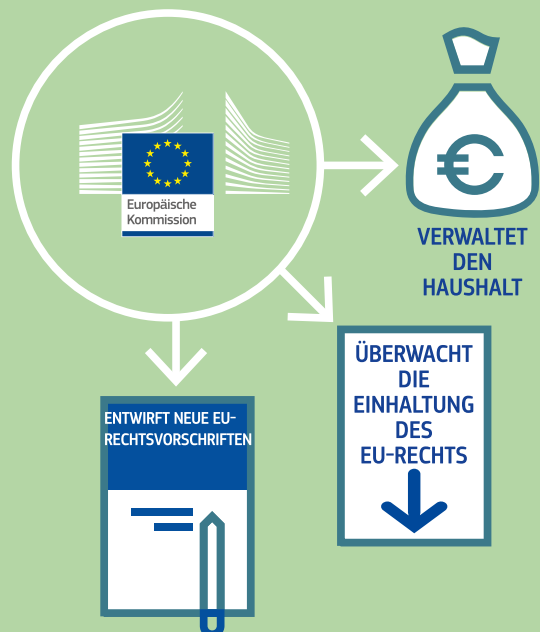 Europäische
Kommission
€
VERWALTET
DEN
HAUSHALT
ÜBERWACHT
DIE
EINHALTUNG
DES
EU-RECHTS
ENTWIRFT NEUE EU-
RECHTSVORSCHRIFTEN